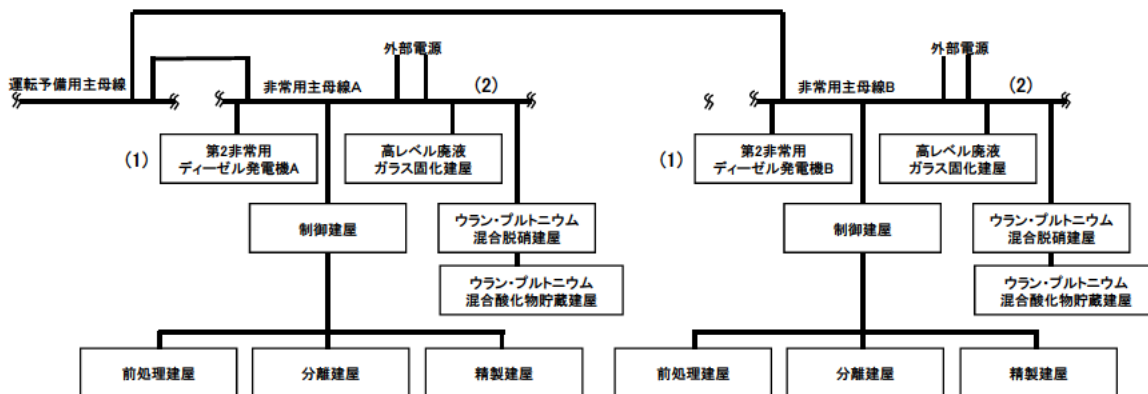 外部電源
外部電源
運転予備用主母線
非常用主母線A
(2)
非常用主母線B
(2)
(1)
第2非常用
ディーゼル発電機A
高レベル廃液
ガラス固化建屋
(1)
第2非常用
ディーゼル発電機B
高レベル廃液
ガラス固化建屋
制御建屋
ウラン・プルトニウム
混合脱硝建屋
制御建屋
ウラン・プルトニウム
混合脱硝建屋
ウラン・プルトニウム
混合酸化物貯蔵建屋
ウラン・プルトニウム
混合酸化物貯蔵建屋
前処理建屋
分離建屋
精製建屋
前処理建屋
分離建屋
精製建屋